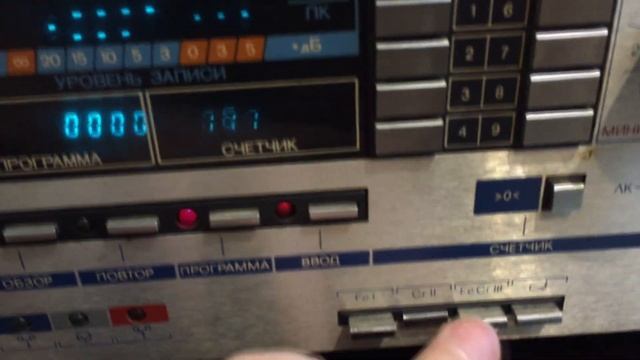 ПК
20 15 10 5 3 0 3 5 дБ
УРОВЕНЬ ЗАПИСИ
1 6
2 7
3 8
4 9
0000
ПРОГРАММА
СЧЕТЧИК
>0<
СЧЕТЧИК
ОБЗОР ПОВТОР ПРОГРАММА ВВОД
Fe I Cr II FeCr III